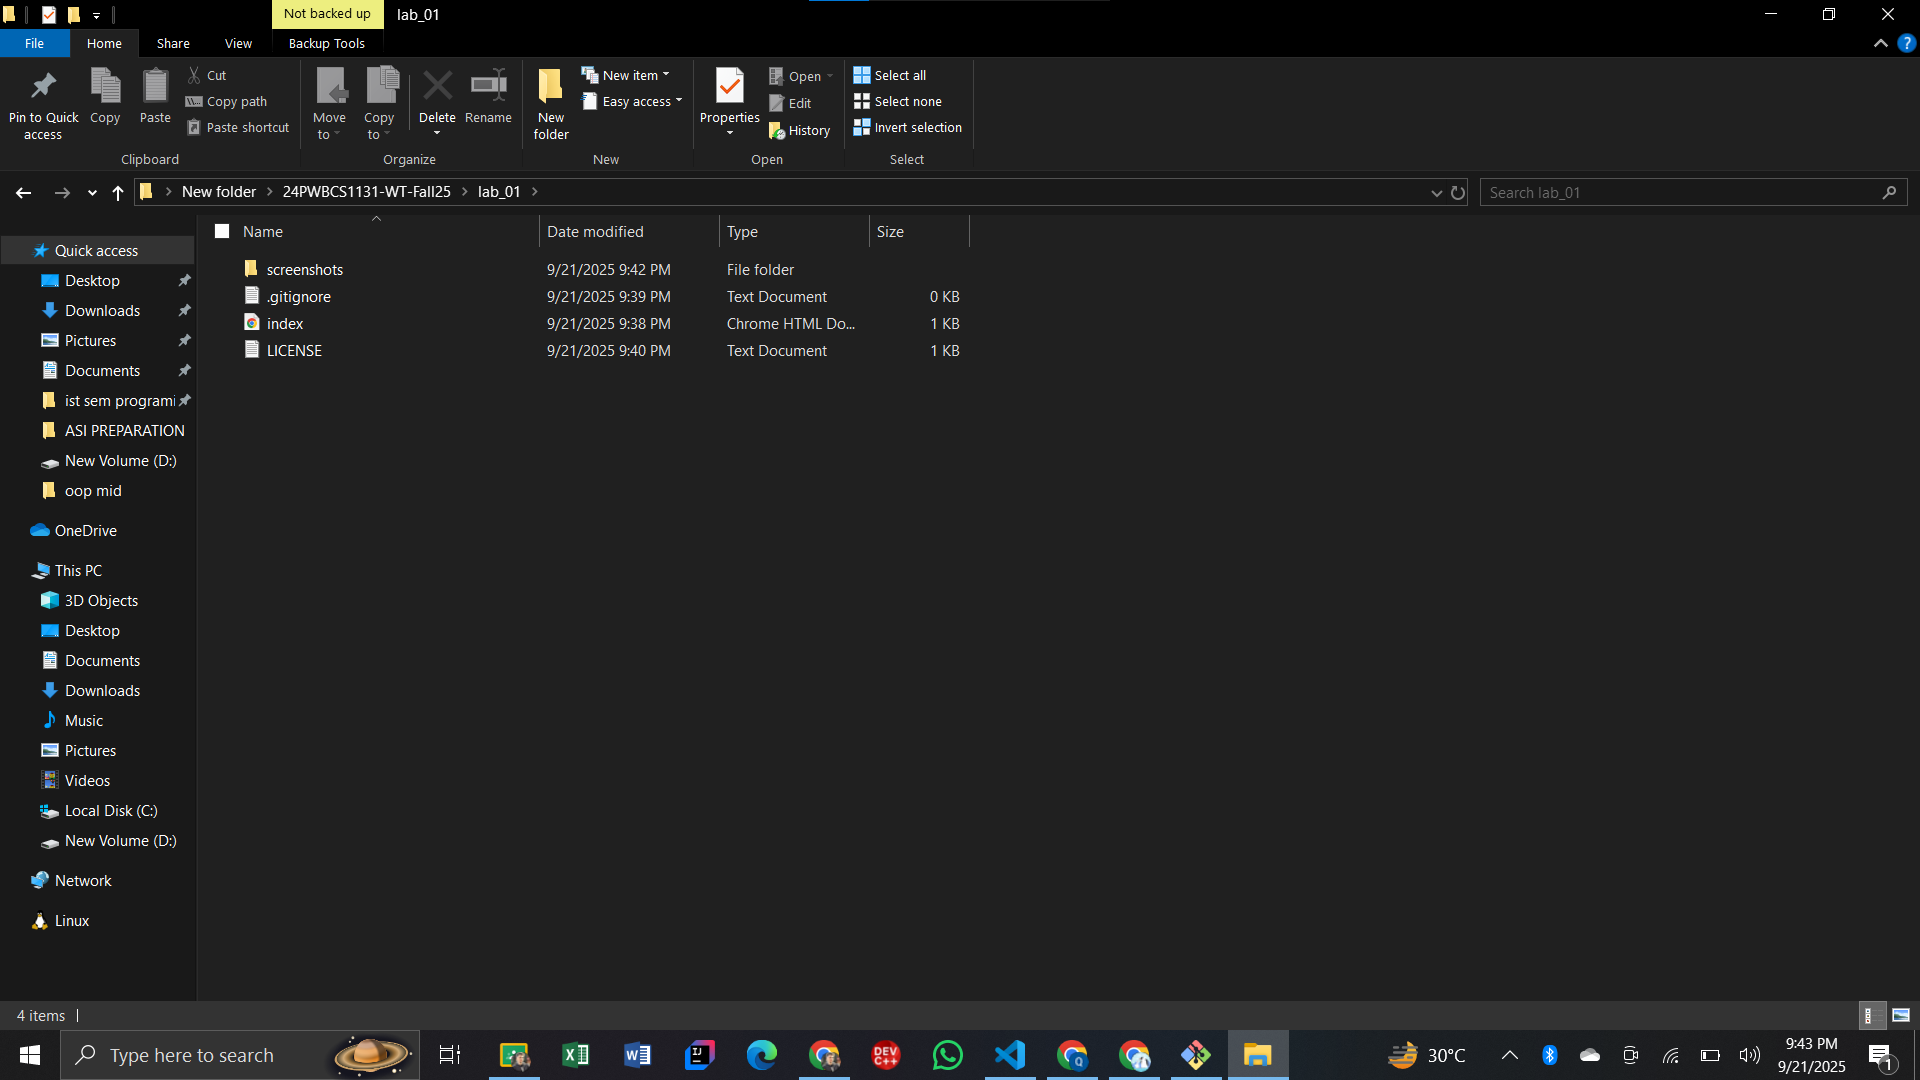 Not backed up lab_01
File Home Share View Backup Tools
Pin to Quick access
Copy
Paste
Cut
Copy path
Paste shortcut
Clipboard
Move to
Copy to
Delete
Rename
Organize
New folder
New item
Easy access
New
Properties
Open
Edit
History
Open
Select all
Select none
Invert selection
Select
New folder > 24PWBCS1131-WT-Fall25 > lab_01 >
Search lab_01
Name Date modified Type Size
screenshots 9/21/2025 9:42 PM File folder
.gitignore 9/21/2025 9:39 PM Text Document 0 KB
index 9/21/2025 9:38 PM Chrome HTML Do... 1 KB
LICENSE 9/21/2025 9:40 PM Text Document 1 KB
Quick access
Desktop
Downloads
Pictures
Documents
ist sem programi
ASI PREPARATION
New Volume (D:)
oop mid
OneDrive
This PC
3D Objects
Desktop
Documents
Downloads
Music
Pictures
Videos
Local Disk (C:)
New Volume (D:)
Network
Linux
4 items
Type here to search
DEV C++
30°C
9:43 PM
9/21/2025
1